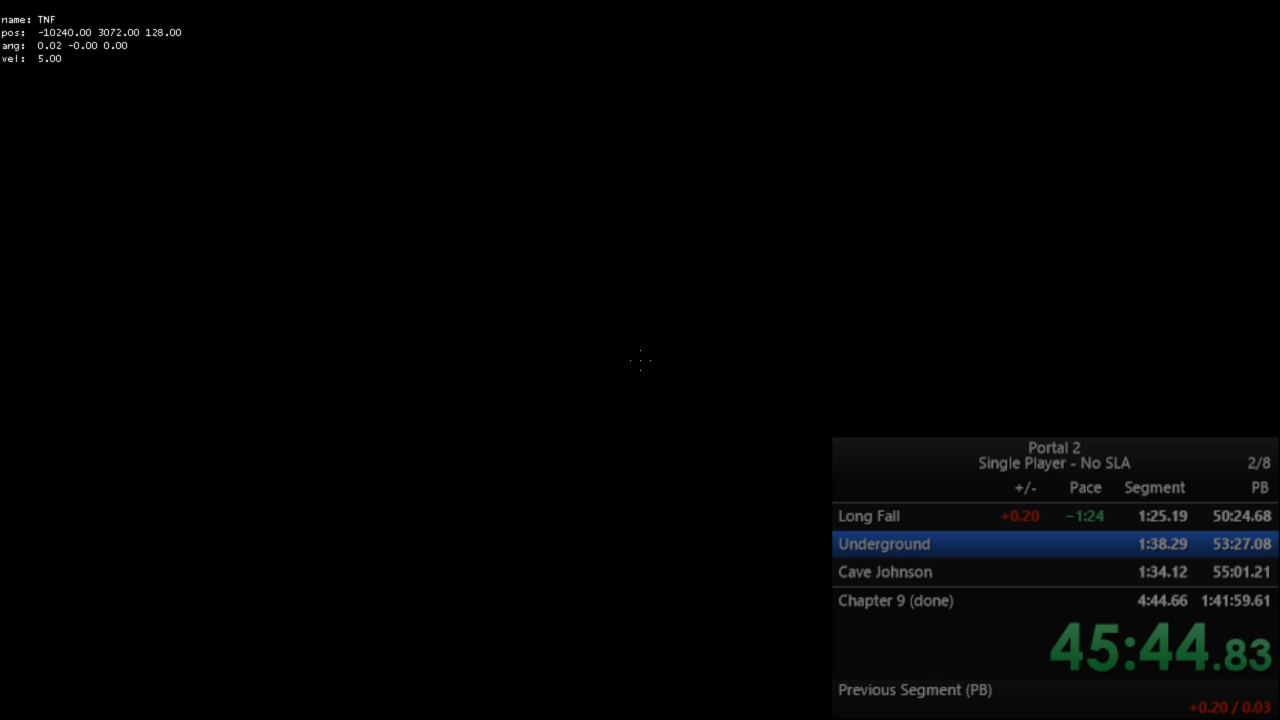 name: TNF
pos: -10240.00 3072.00 128.00
ang: 0.02 -0.00 0.00
vel: 5.00
Portal 2
Single Player - No SLA 2/8
+/- Pace Segment PB
Long Fall +0.20 −1:24 1:25.19 50:24.68
Underground 1:38.29 53:27.08
Cave Johnson 1:34.12 55:01.21
Chapter 9 (done) 4:44.66 1:41:59.61
45:44.83
Previous Segment (PB)
+0.20 / 0.03